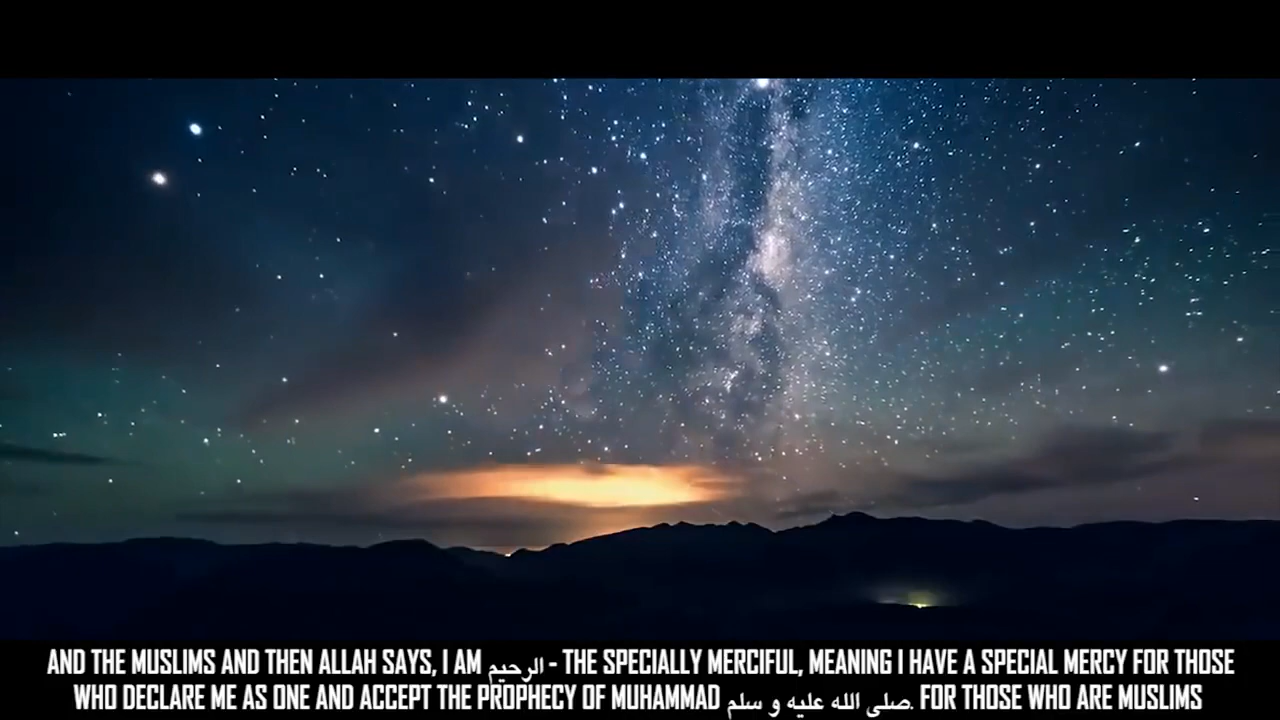 AND THE MUSLIMS AND THEN ALLAH SAYS, I AM الرحيم - THE SPECIALLY MERCIFUL, MEANING I HAVE A SPECIAL MERCY FOR THOSE
WHO DECLARE ME AS ONE AND ACCEPT THE PROPHECY OF MUHAMMAD صلى الله عليه و سلم. FOR THOSE WHO ARE MUSLIMS